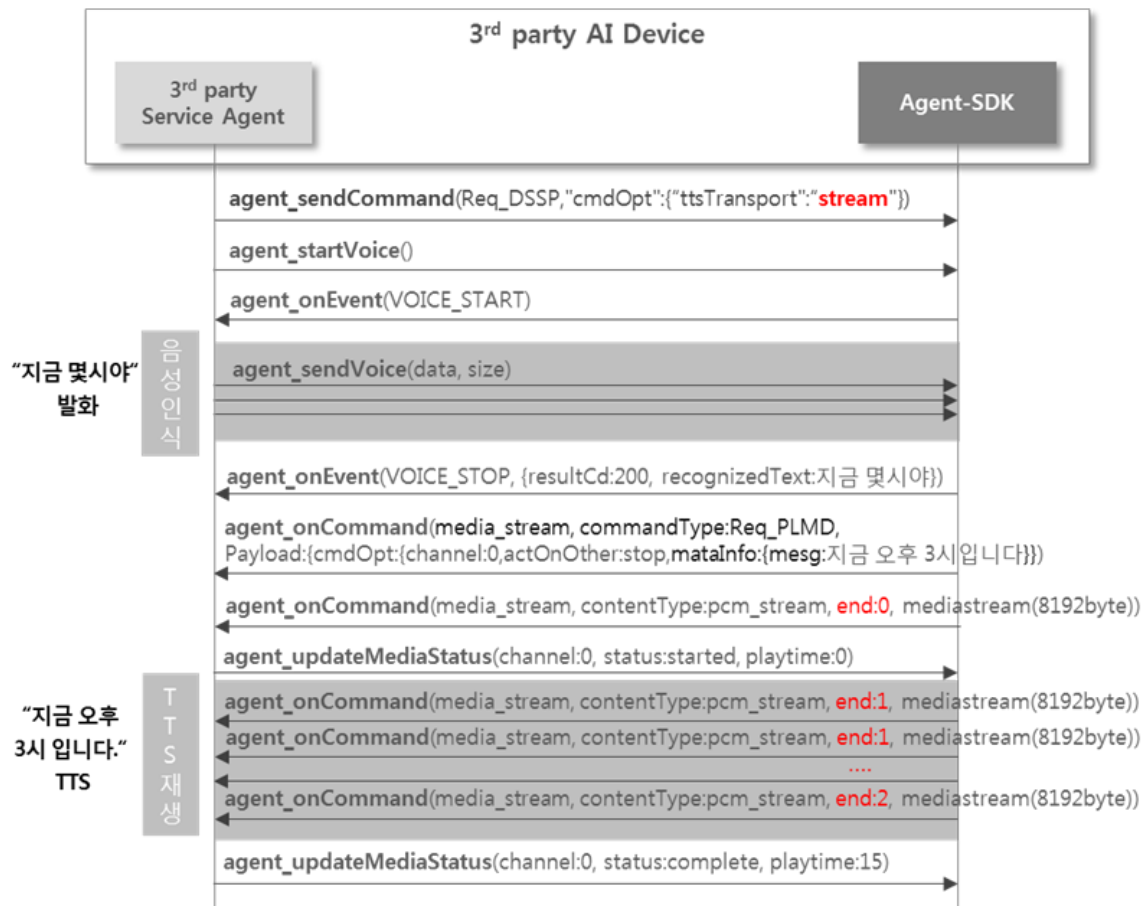 3rd party AI Device
3rd party
Service Agent
Agent-SDK
agent_sendCommand(Req_DSSP,"cmdOpt":{“ttsTransport":“stream"})
agent_startVoice()
agent_onEvent(VOICE_START)
“지금 몇시야“
발화
음성인식
agent_sendVoice(data, size)
agent_onEvent(VOICE_STOP, {resultCd:200, recognizedText:지금 몇시야})
agent_onCommand(media_stream, commandType:Req_PLMD,
Payload:{cmdOpt:{channel:0,actOnOther:stop,mataInfo:{mesg:지금 오후 3시입니다}})
agent_onCommand(media_stream, contentType:pcm_stream, end:0, mediastream(8192byte))
agent_updateMediaStatus(channel:0, status:started, playtime:0)
“지금 오후
3시 입니다.“
TTS
TTS재생
agent_onCommand(media_stream, contentType:pcm_stream, end:1, mediastream(8192byte))
agent_onCommand(media_stream, contentType:pcm_stream, end:1, mediastream(8192byte))
....
agent_onCommand(media_stream, contentType:pcm_stream, end:2, mediastream(8192byte))
agent_updateMediaStatus(channel:0, status:complete, playtime:15)